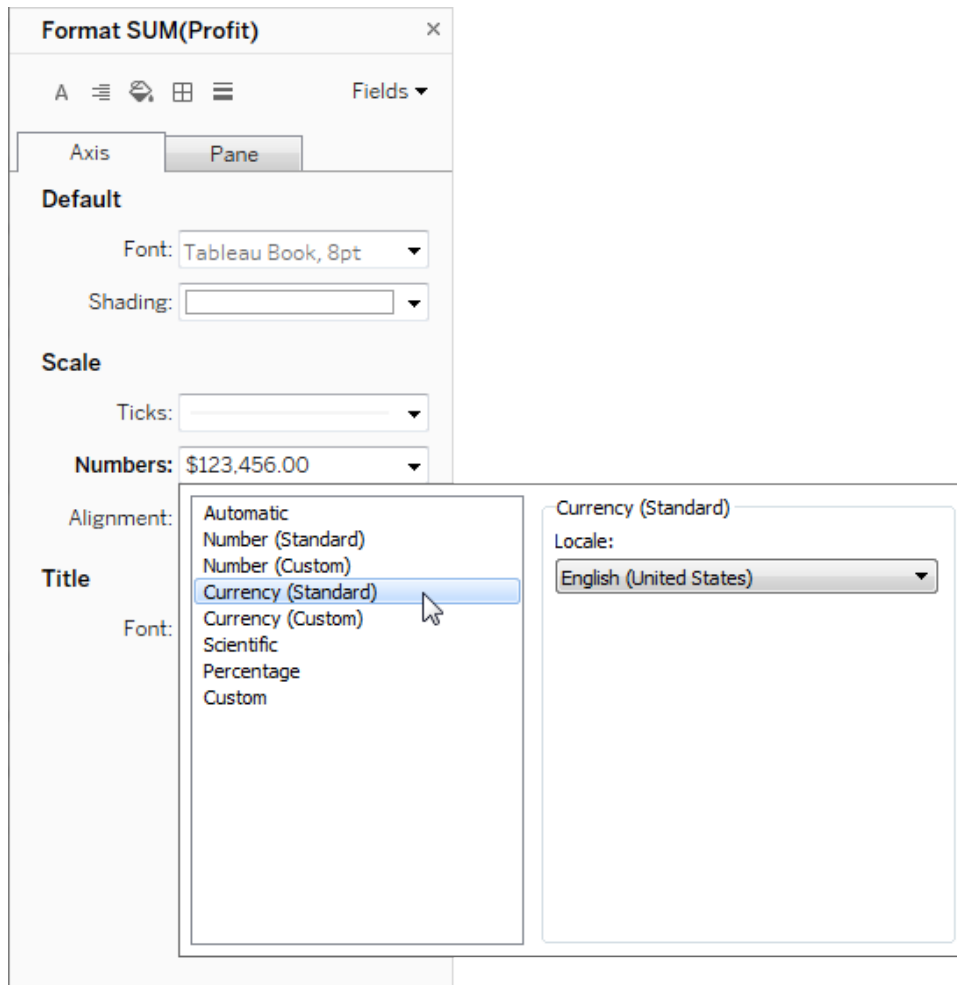 Format SUM(Profit)
A
Fields
Axis Pane
Default
Font: Tableau Book, 8pt
Shading:
Scale
Ticks:
Numbers: $123,456.00
Alignment:
Title
Font:
Automatic
Number (Standard)
Number (Custom)
Currency (Standard)
Currency (Custom)
Scientific
Percentage
Custom
Currency (Standard)
Locale:
English (United States)